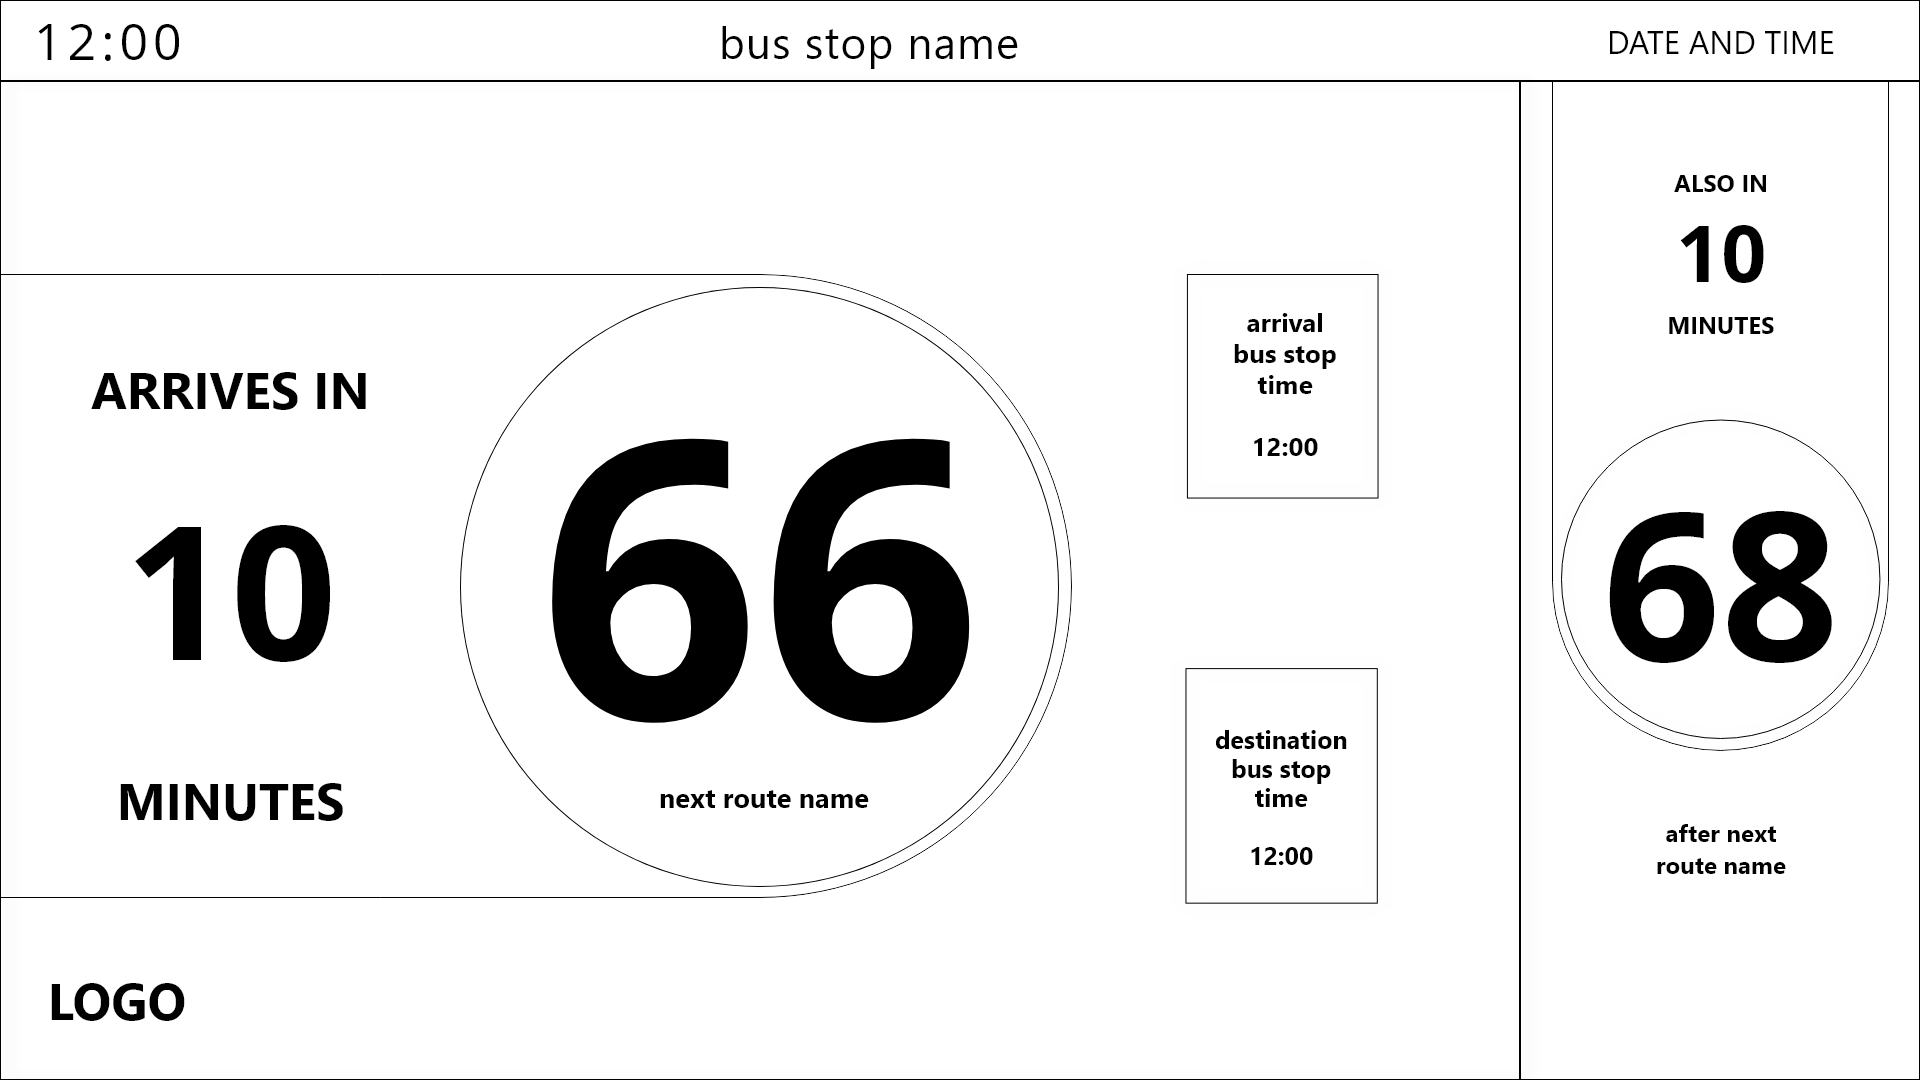 12:00
bus stop name
DATE AND TIME
ARRIVES IN
10
MINUTES
66
next route name
arrival
bus stop
time
12:00
destination
bus stop
time
12:00
ALSO IN
10
MINUTES
68
after next
route name
LOGO